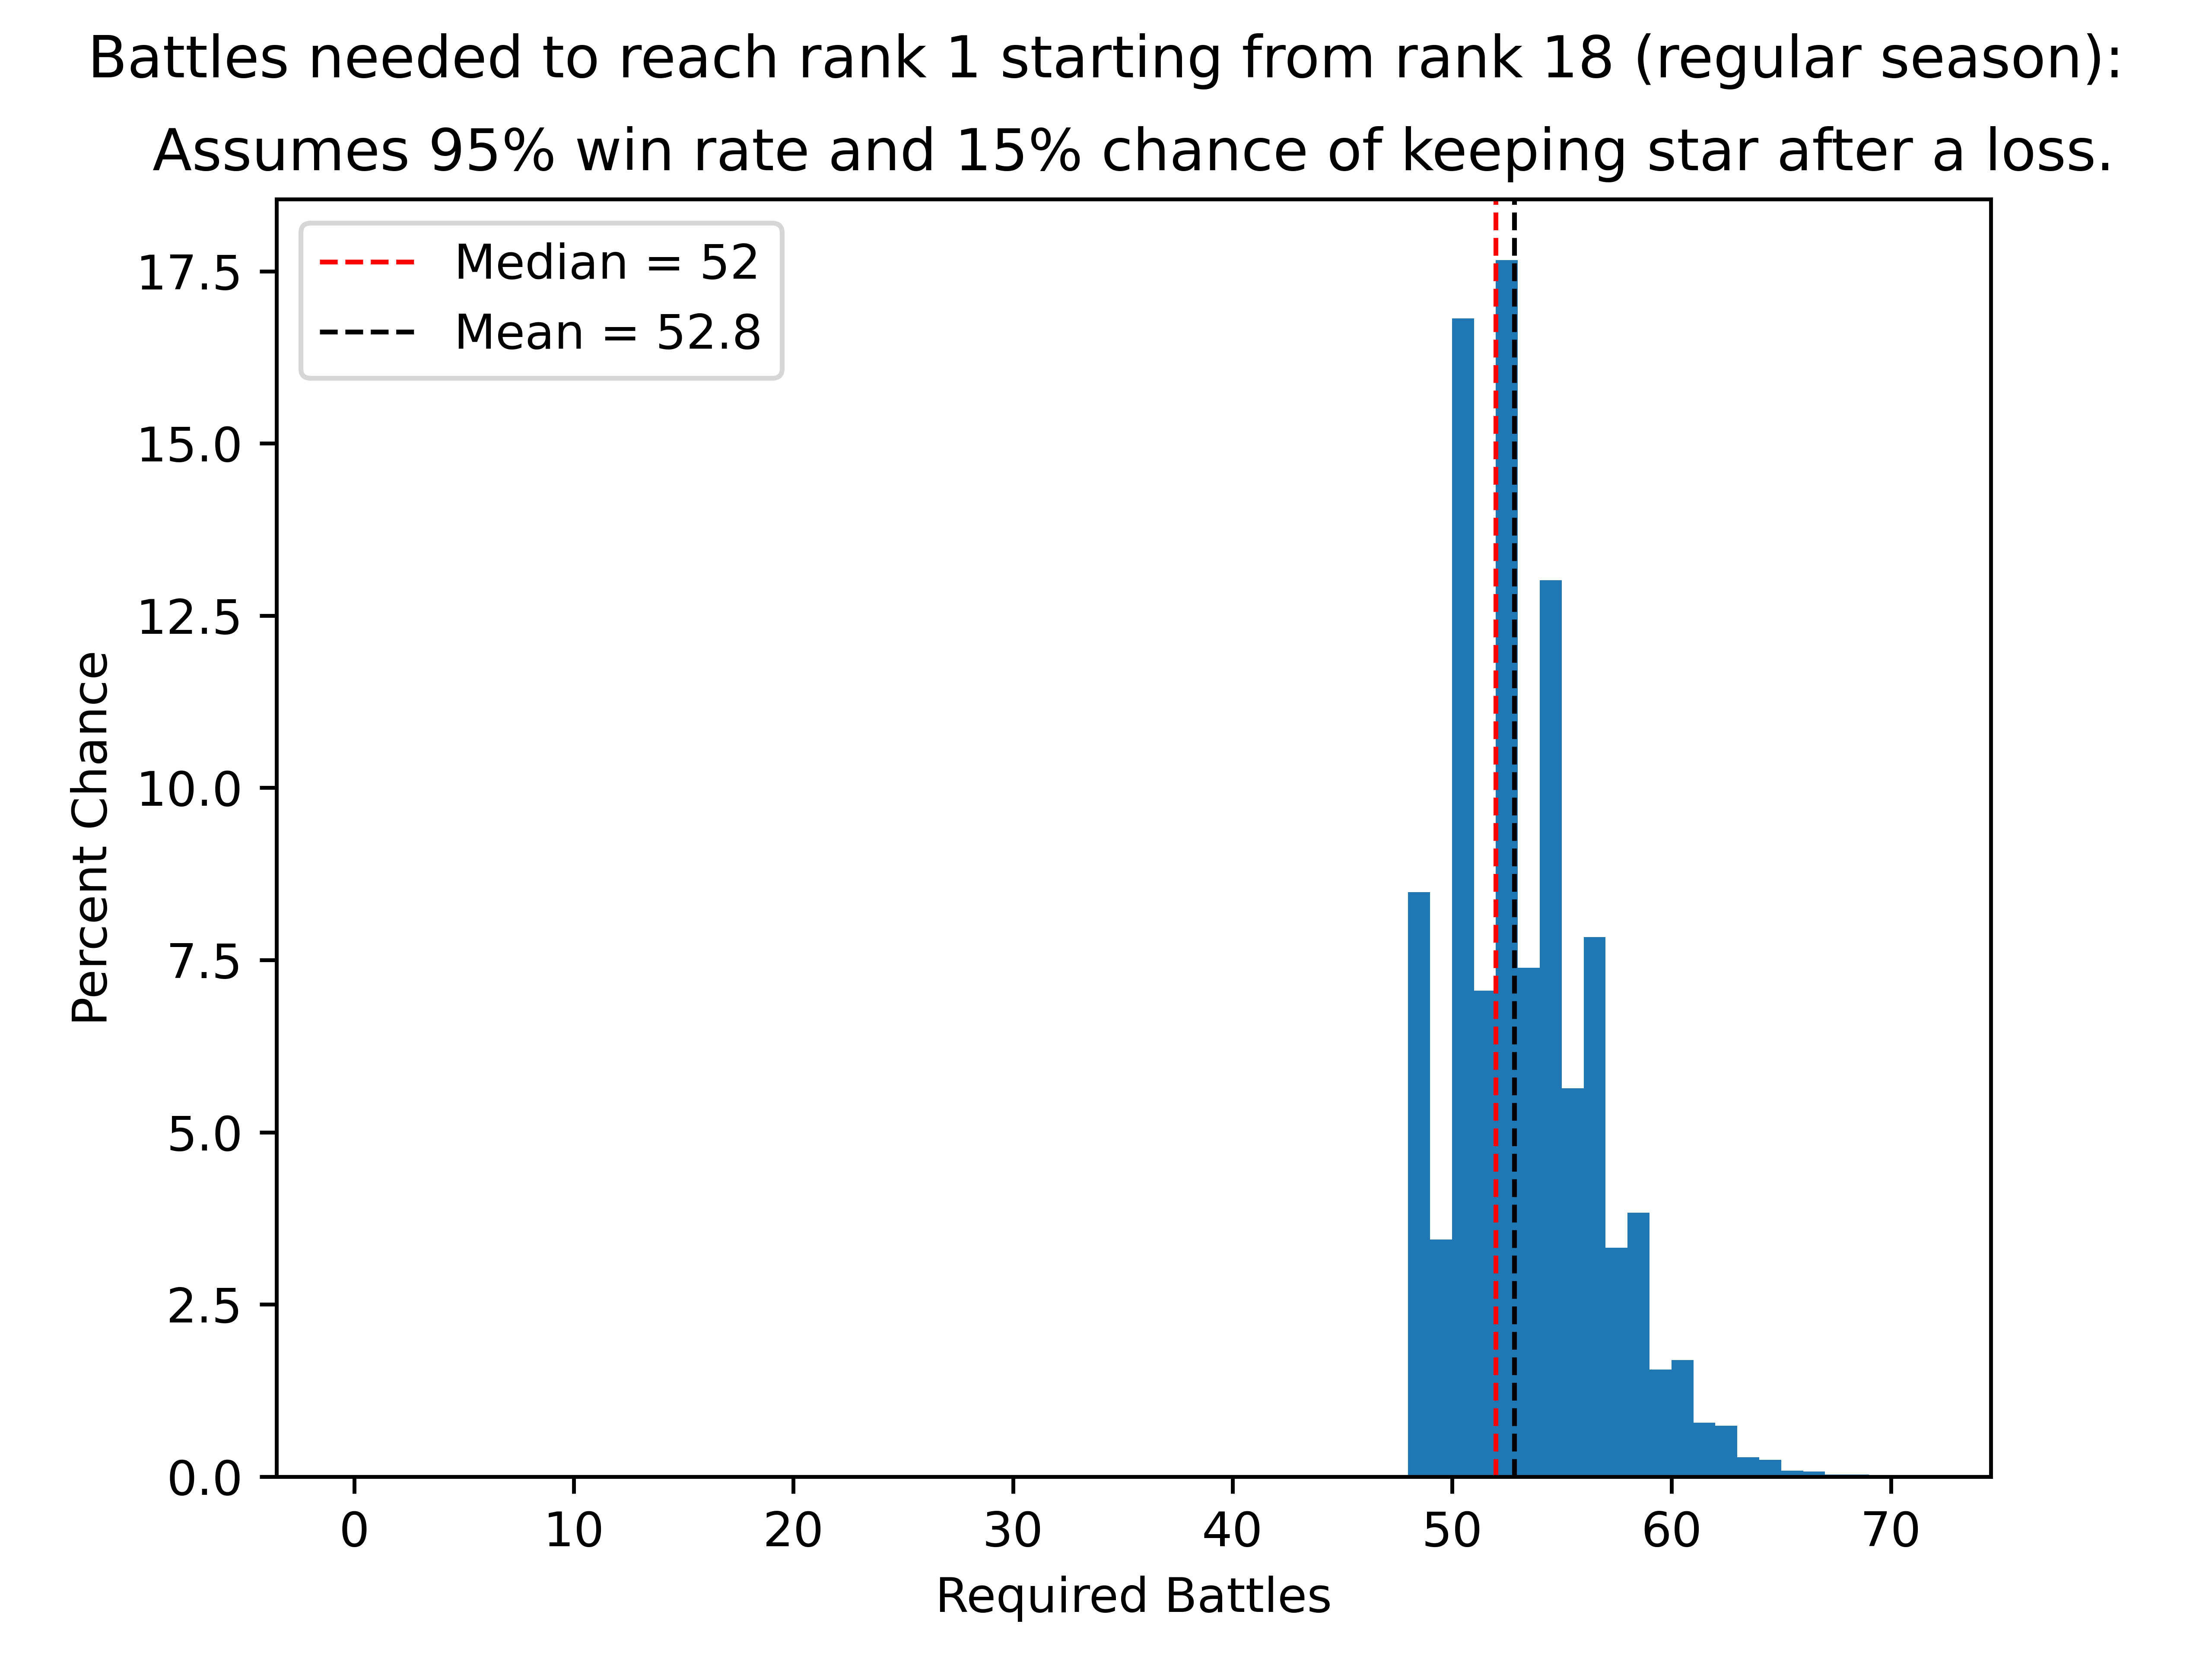 Battles needed to reach rank 1 starting from rank 18 (regular season):
Assumes 95% win rate and 15% chance of keeping star after a loss.
Median = 52
Mean = 52.8
17.5
15.0
12.5
10.0
7.5
5.0
2.5
0.0
Percent Chance
0 10 20 30 40 50 60 70
Required Battles